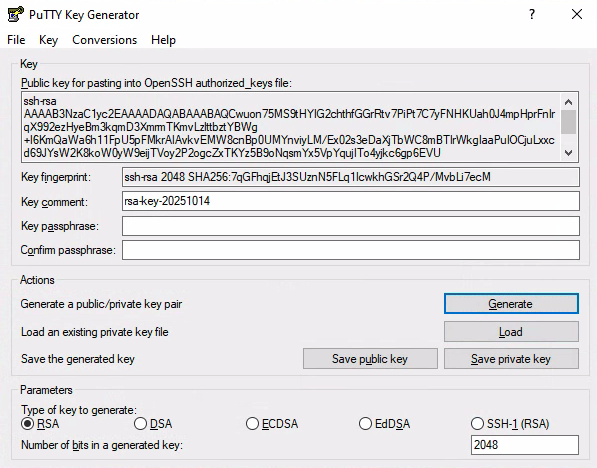 PuTTY Key Generator
File Key Conversions Help
Key
Public key for pasting into OpenSSH authorized_keys file:
ssh-rsa
Key fingerprint: ssh-rsa 2048 SHA256:7qGFhqjEtJ3SUznN5FLq1lcwkhGSr2Q4P/MvbLi7ecM
Key comment: rsa-key-20251014
Key passphrase:
Confirm passphrase:
Actions
Generate a public/private key pair Generate
Load an existing private key file Load
Save the generated key Save public key Save private key
Parameters
Type of key to generate:
RSA DSA ECDSA EdDSA SSH-1 (RSA)
Number of bits in a generated key: 2048